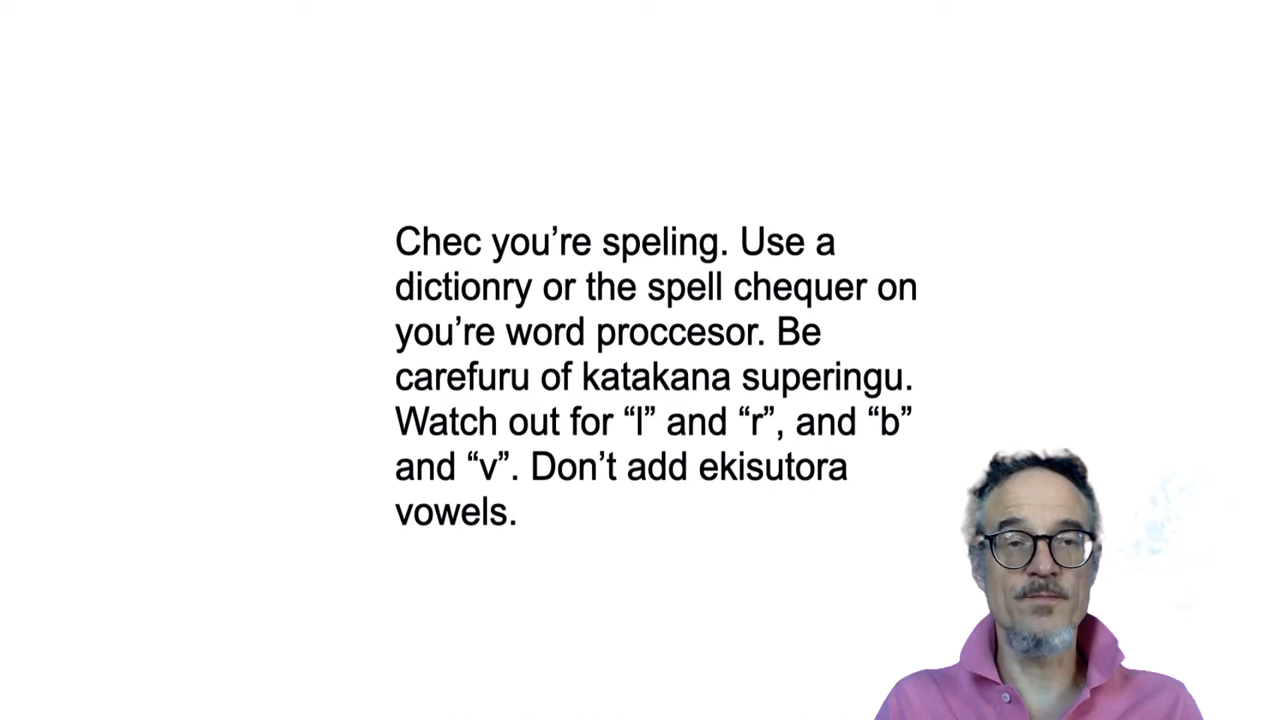 Chec you’re speling. Use a
dictionry or the spell chequer on
you’re word proccesor. Be
carefuru of katakana superingu.
Watch out for “l” and “r”, and “b”
and “v”. Don’t add ekisutora
vowels.